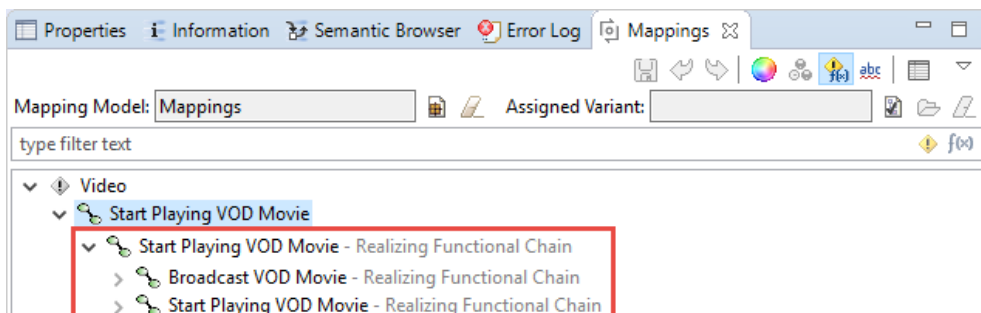 Properties Information Semantic Browser Error Log Mappings
abc
Mapping Model: Mappings Assigned Variant:
type filter text f(x)
Video
Start Playing VOD Movie
Start Playing VOD Movie - Realizing Functional Chain
Broadcast VOD Movie - Realizing Functional Chain
Start Playing VOD Movie - Realizing Functional Chain